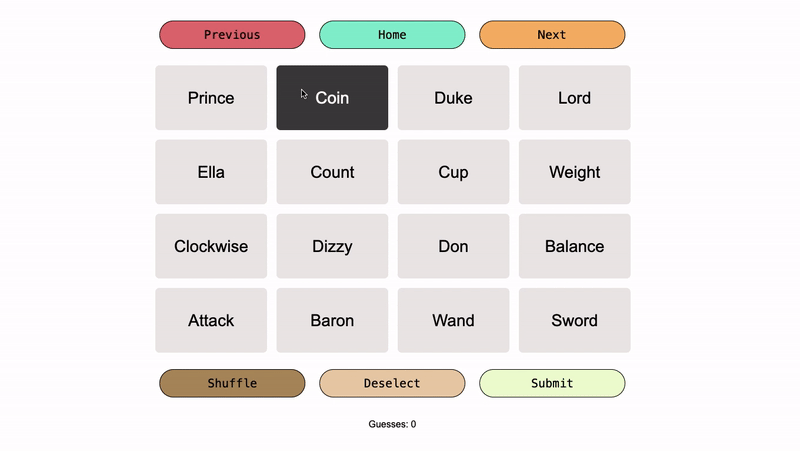 Previous Home Next
Prince Coin Duke Lord
Ella Count Cup Weight
Clockwise Dizzy Don Balance
Attack Baron Wand Sword
Shuffle Deselect Submit
Guesses: 0